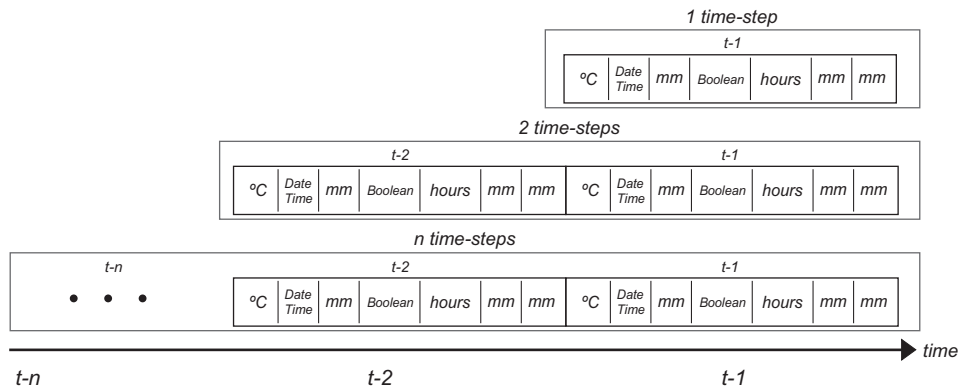 1 time-step
t-1
ºC Date Time mm Boolean hours mm mm
2 time-steps
t-2 t-1
ºC Date Time mm Boolean hours mm mm ºC Date Time mm Boolean hours mm mm
n time-steps
t-n t-2 t-1
ºC Date Time mm Boolean hours mm mm ºC Date Time mm Boolean hours mm mm
time
t-n t-2 t-1